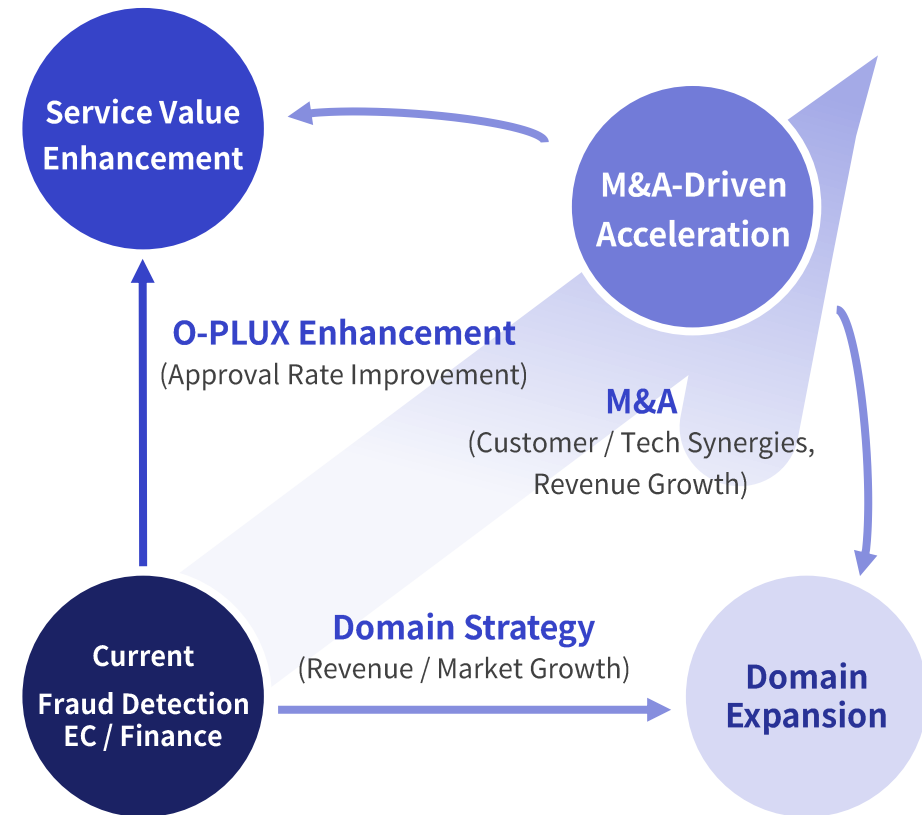 Service Value
Enhancement
M&A-Driven
Acceleration
O-PLUX Enhancement
(Approval Rate Improvement)
M&A
(Customer / Tech Synergies,
Revenue Growth)
Current
Fraud Detection
EC / Finance
Domain Strategy
(Revenue / Market Growth)
Domain
Expansion